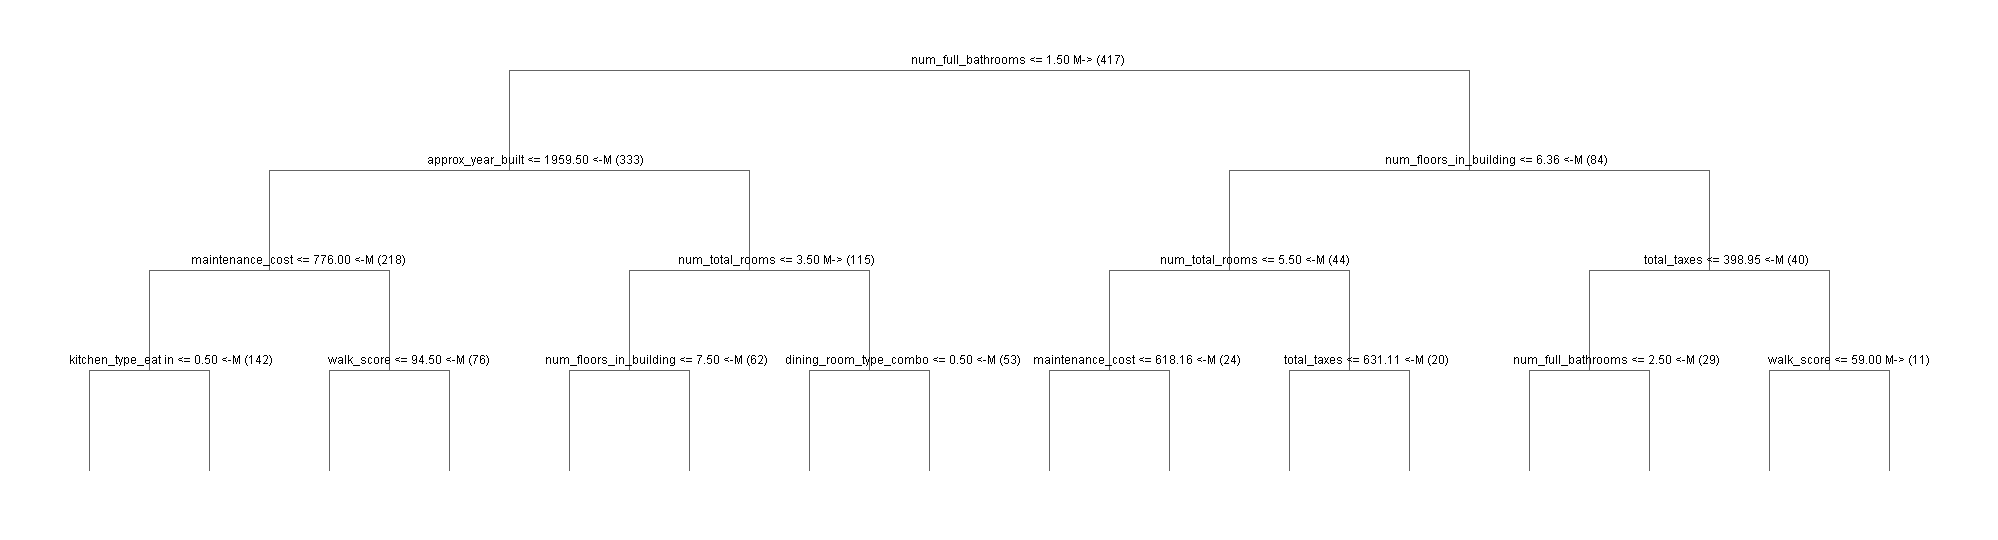 num_full_bathrooms <= 1.50 M-> (417)
approx_year_built <= 1959.50 <-M (333)
num_floors_in_building <= 6.36 <-M (84)
maintenance_cost <= 776.00 <-M (218)
num_total_rooms <= 3.50 M-> (115)
num_total_rooms <= 5.50 <-M (44)
total_taxes <= 398.95 <-M (40)
kitchen_type_eat in <= 0.50 <-M (142)
walk_score <= 94.50 <-M (76)
num_floors_in_building <= 7.50 <-M (62)
dining_room_type_combo <= 0.50 <-M (53)
maintenance_cost <= 618.16 <-M (24)
total_taxes <= 631.11 <-M (20)
num_full_bathrooms <= 2.50 <-M (29)
walk_score <= 59.00 M-> (11)